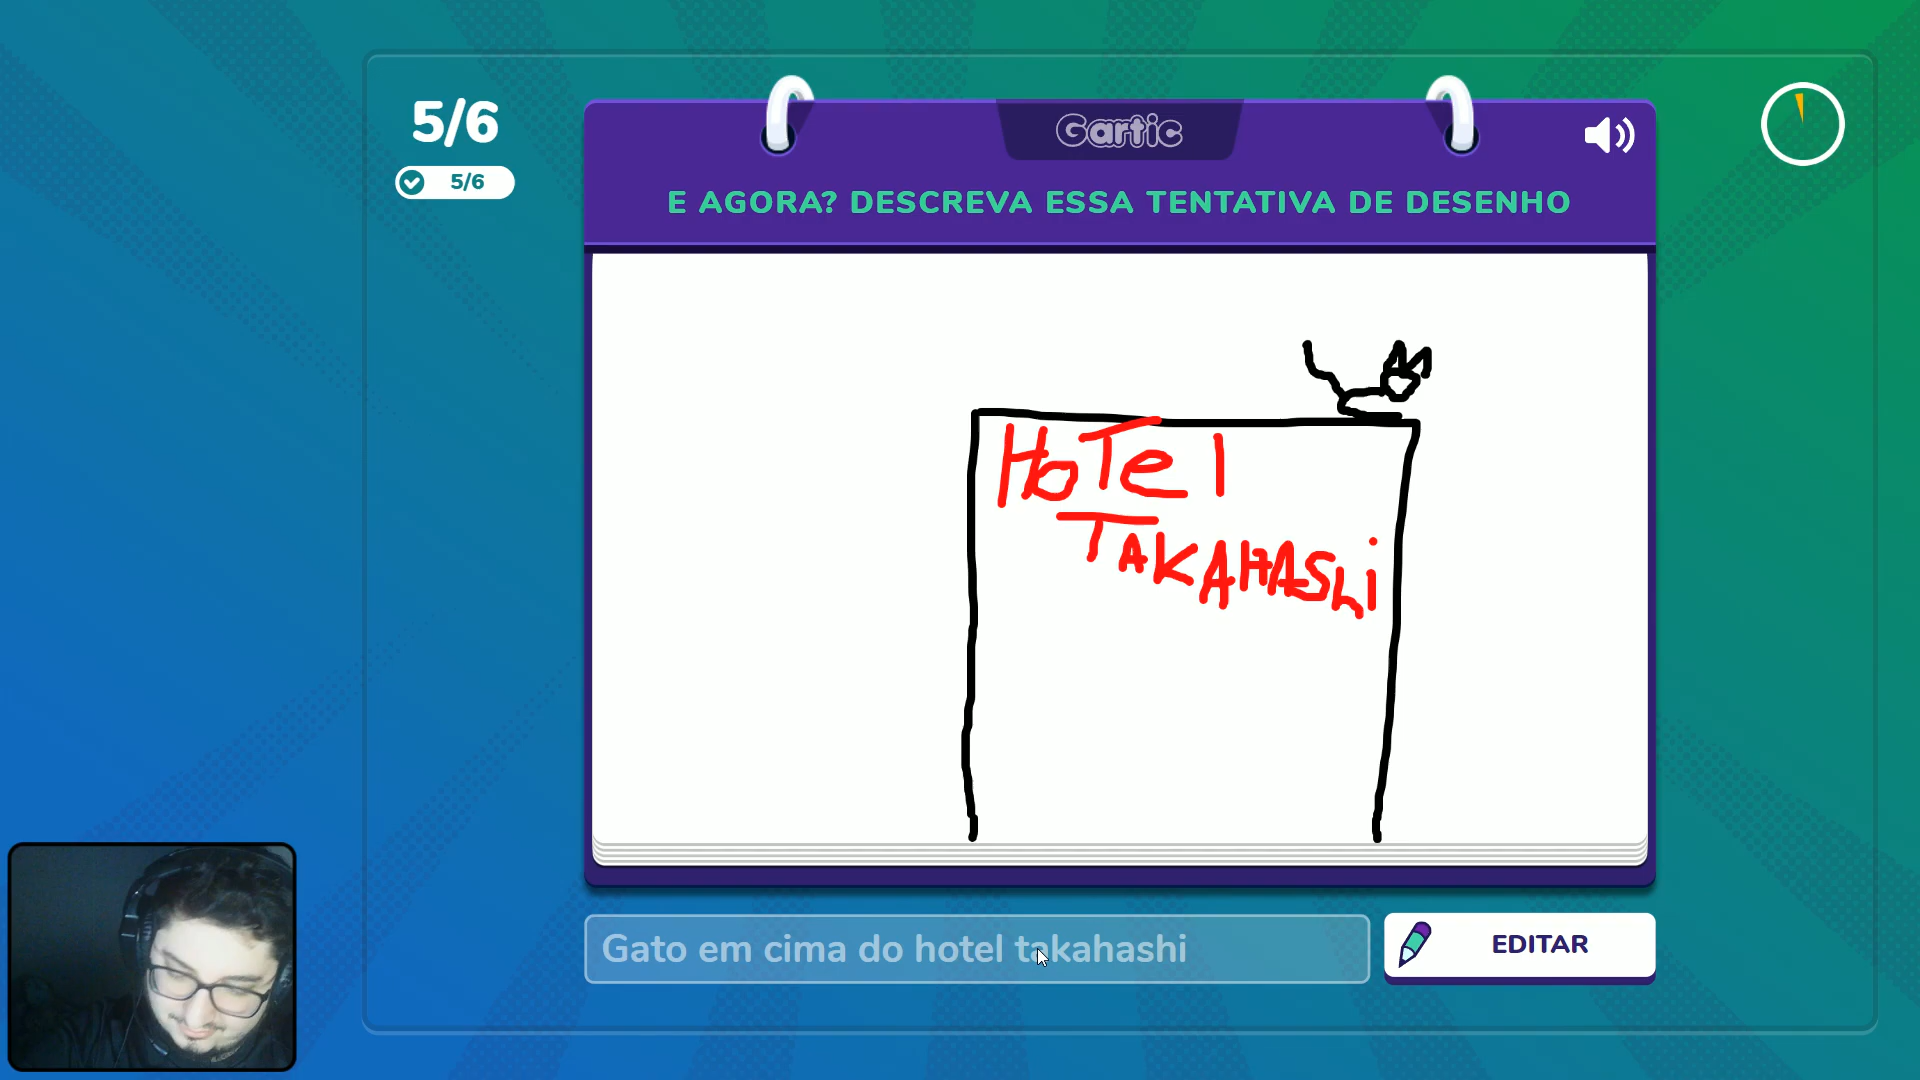 5/6
5/6
Gartic
E AGORA? DESCREVA ESSA TENTATIVA DE DESENHO
HoTel
TAKAHASHi
Gato em cima do hotel takahashi
EDITAR